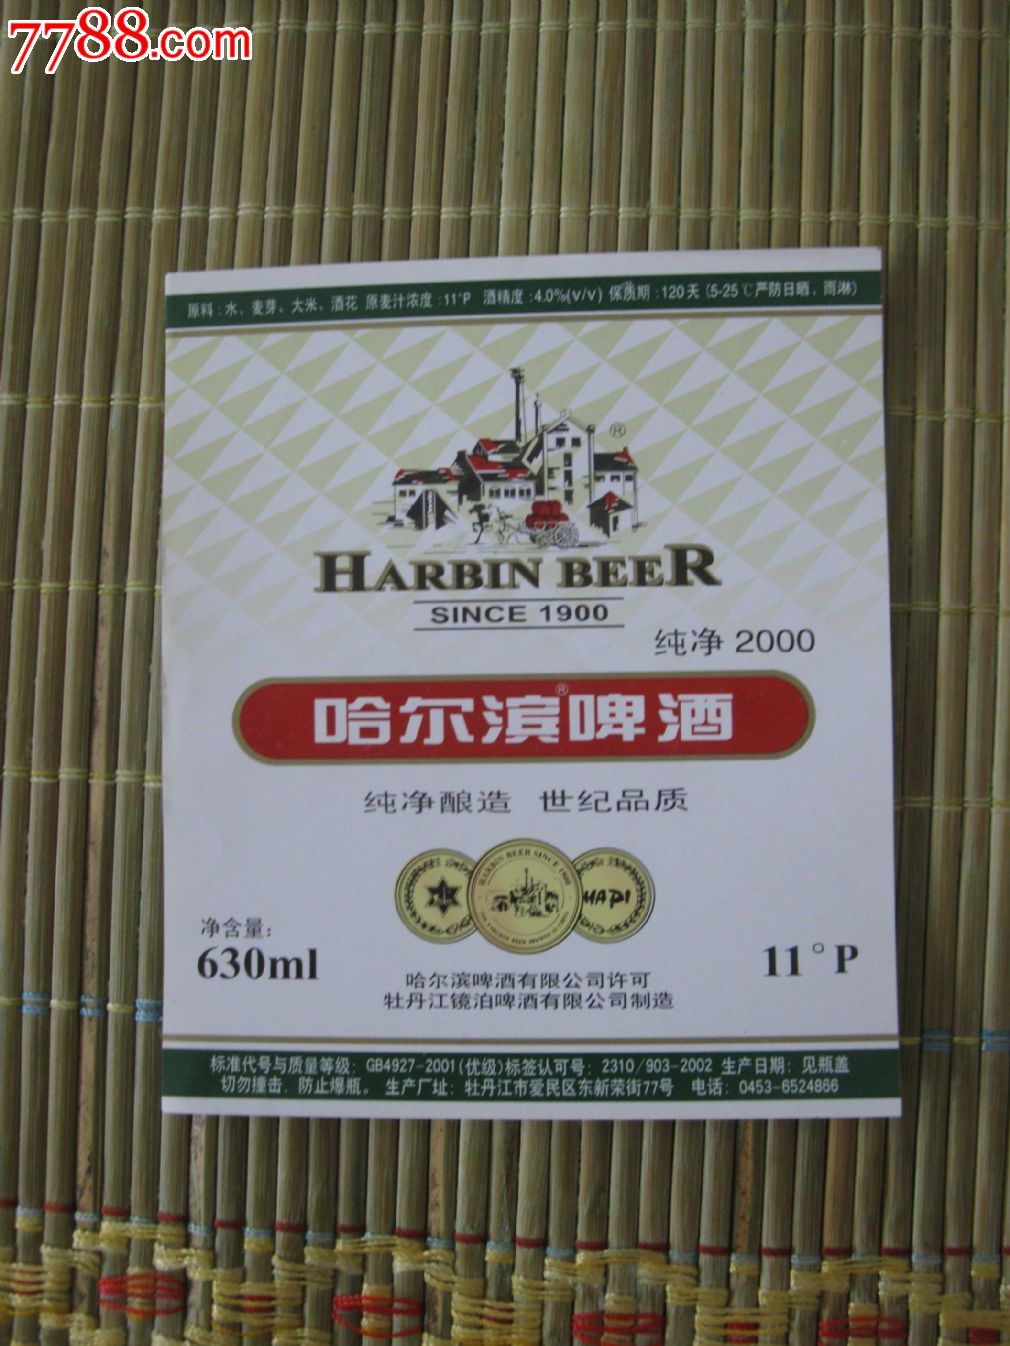 7788.com
原料:水、麦芽、大米、酒花 原麦汁浓度:11°P 酒精度:4.0%(v/v) 保质期:120天(5-25℃严防日晒,雨淋)
®
HARBIN BEER
SINCE 1900
纯净 2000
哈尔滨®啤酒
纯净酿造 世纪品质
HARBIN BEER SINCE 1900
HAPI
净含量:
630ml
11°P
哈尔滨啤酒有限公司许可
牡丹江镜泊啤酒有限公司制造
标准代号与质量等级: GB4927-2001(优级)标签认可号: 2310/903-2002 生产日期: 见瓶盖
切勿撞击,防止爆瓶。 生产厂址: 牡丹江市爱民区东新荣街77号 电话: 0453-6524866